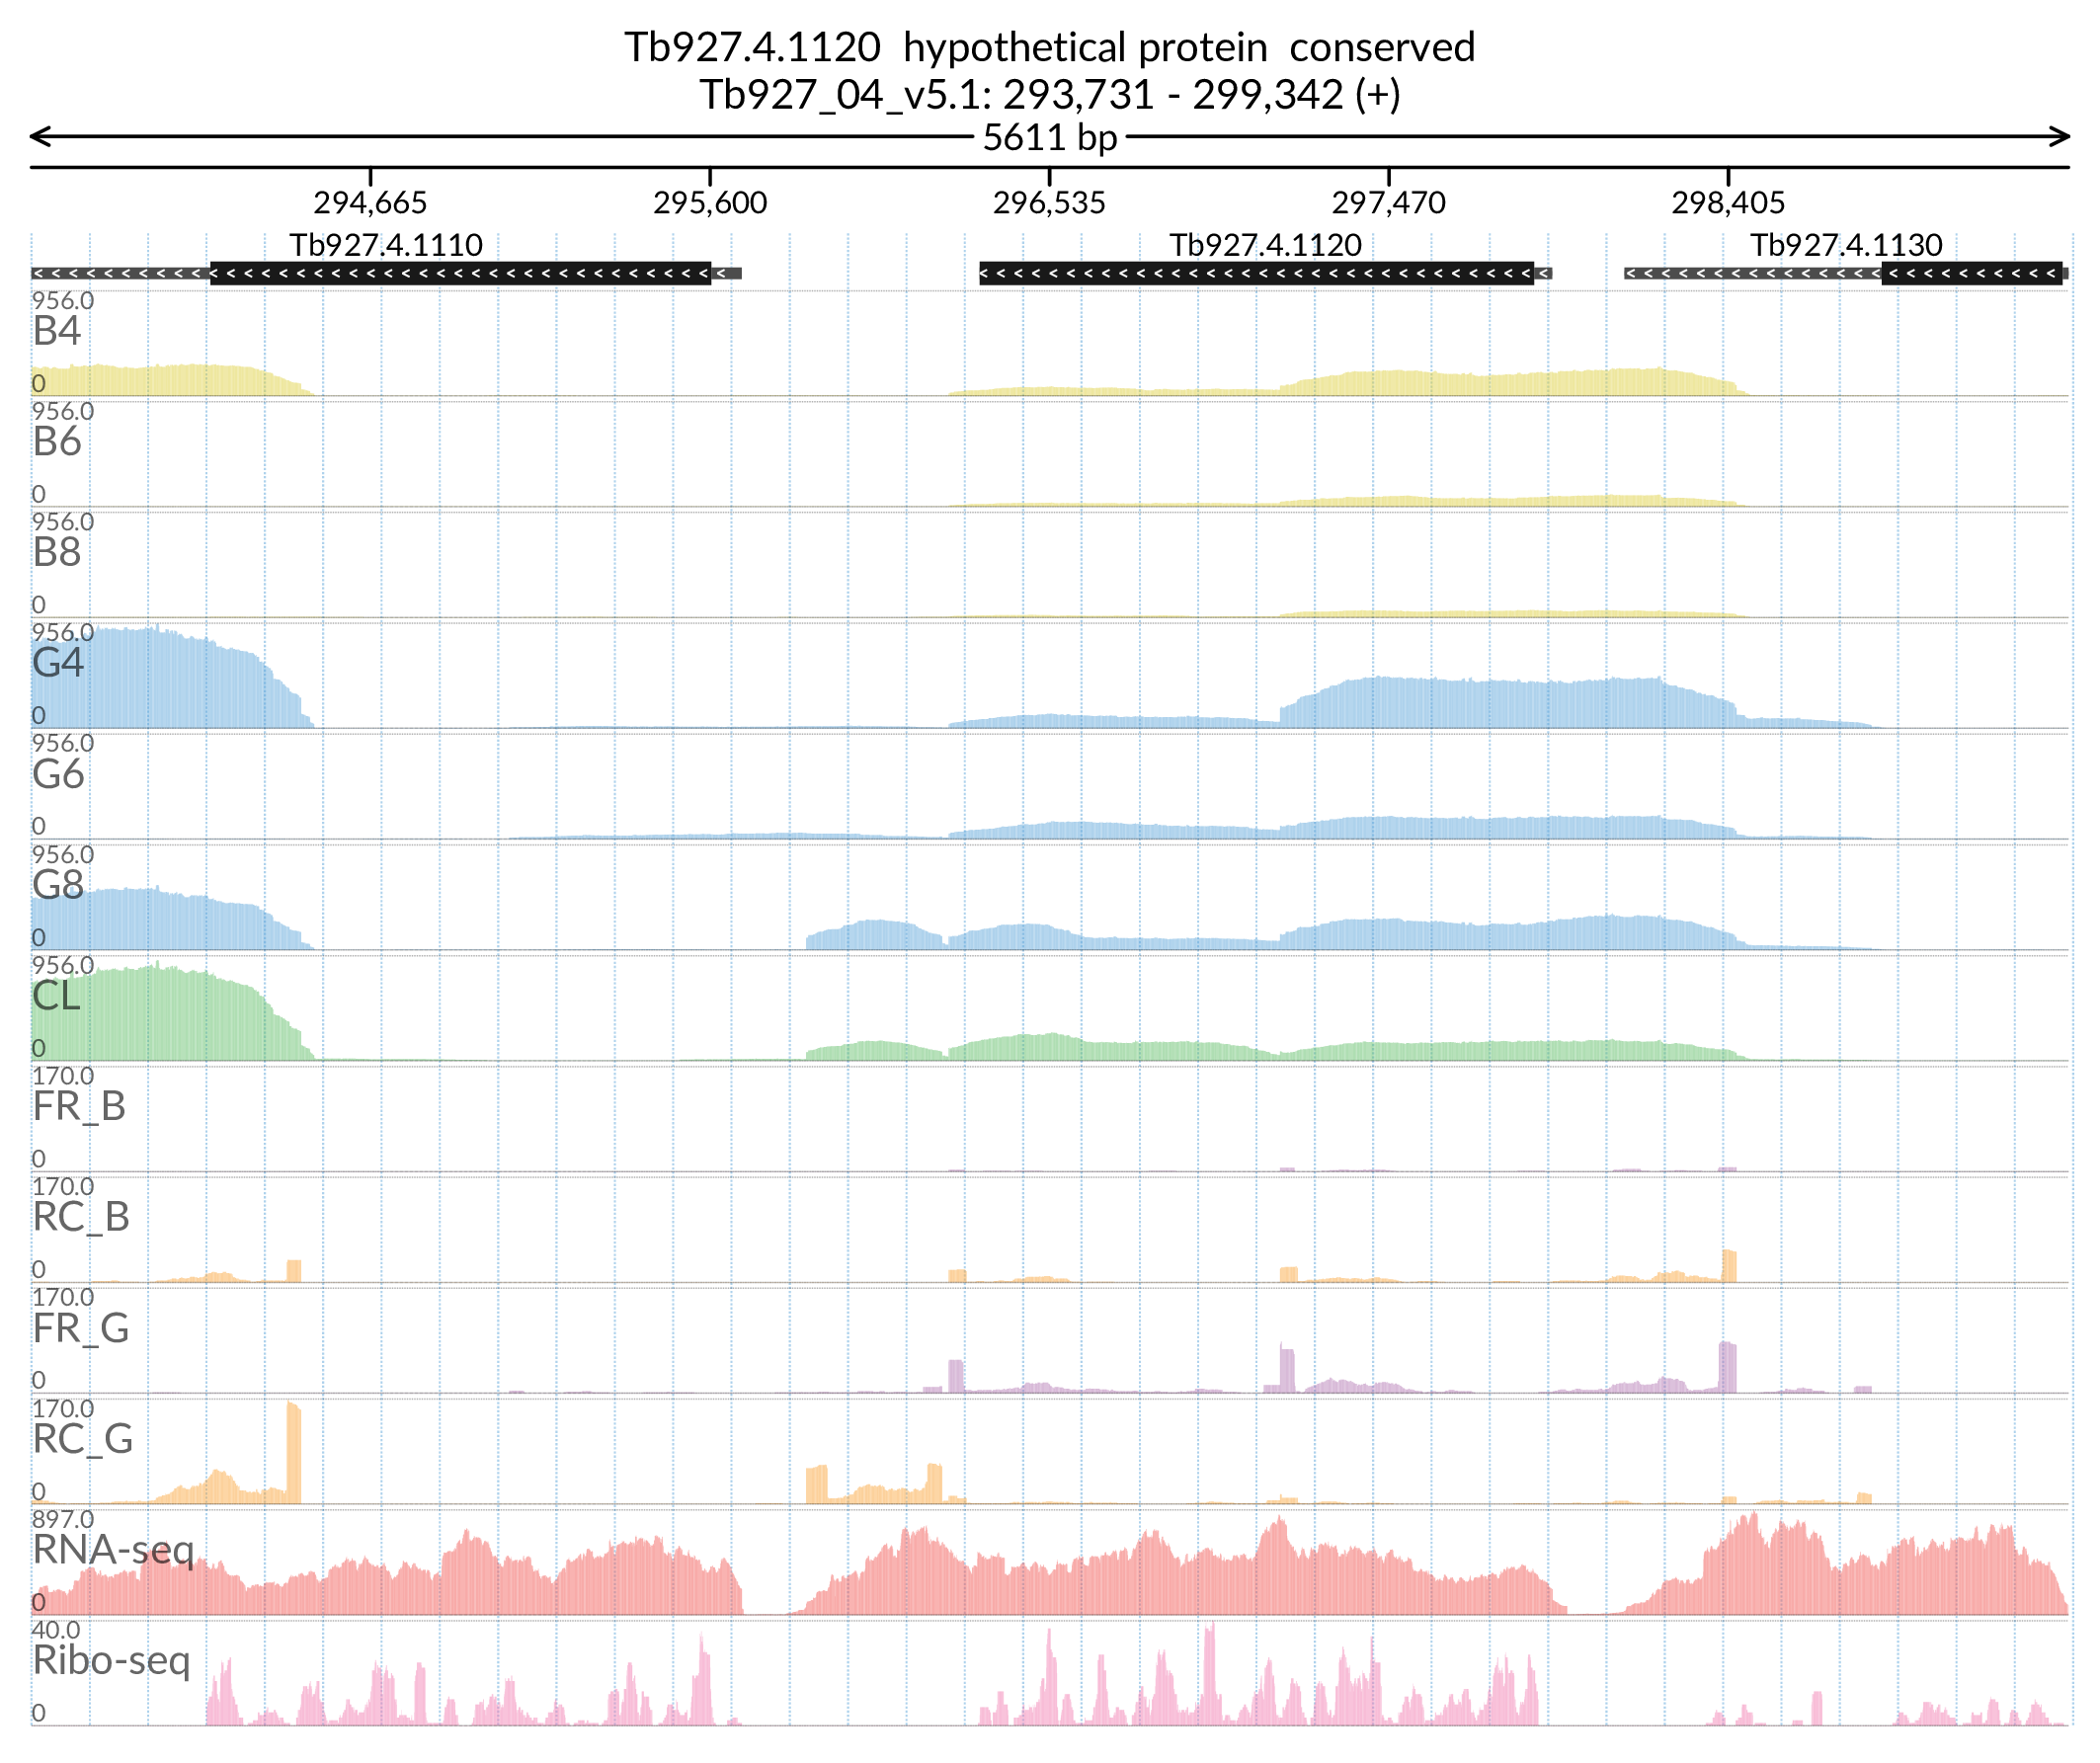 Tb927.4.1120 hypothetical protein conserved
Tb927_04_v5.1: 293,731 - 299,342 (+)
5611 bp
294,665 295,600 296,535 297,470 298,405
Tb927.4.1110 Tb927.4.1120 Tb927.4.1130
956.0
B4
0
956.0
B6
0
956.0
B8
0
956.0
G4
0
956.0
G6
0
956.0
G8
0
956.0
CL
0
170.0
FR_B
0
170.0
RC_B
0
170.0
FR_G
0
170.0
RC_G
0
897.0
RNA-seq
0
40.0
Ribo-seq
0